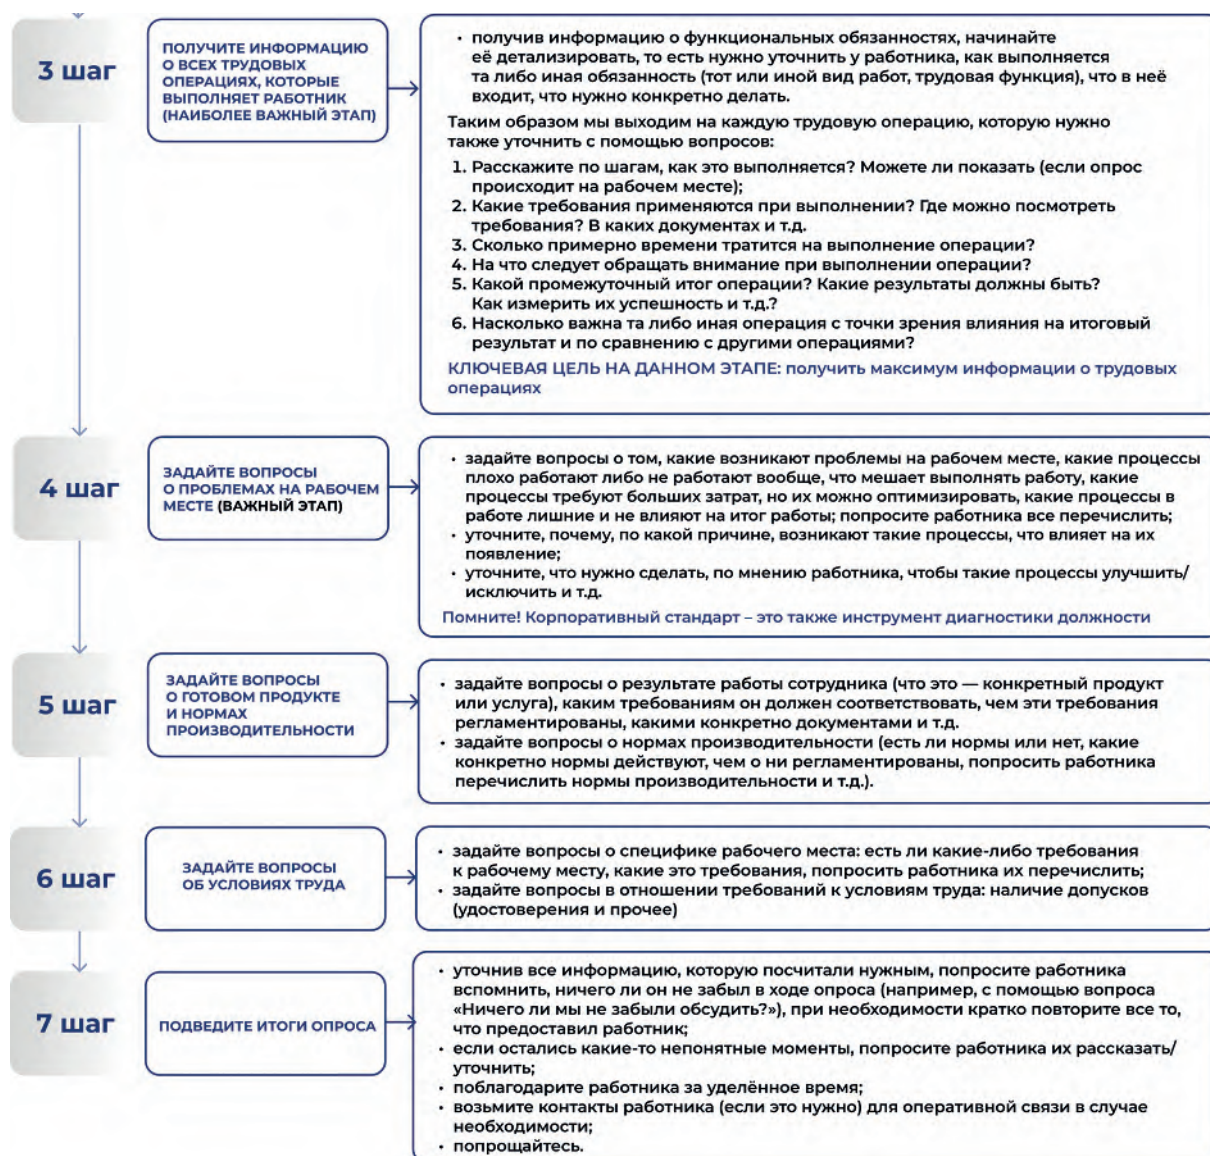 3 шаг
ПОЛУЧИТЕ ИНФОРМАЦИЮ
О ВСЕХ ТРУДОВЫХ
ОПЕРАЦИЯХ, КОТОРЫЕ
ВЫПОЛНЯЕТ РАБОТНИК
(НАИБОЛЕЕ ВАЖНЫЙ ЭТАП)
• получив информацию о функциональных обязанностях, начинайте
её детализировать, то есть нужно уточнить у работника, как выполняется
та либо иная обязанность (тот или иной вид работ, трудовая функция), что в неё
входит, что нужно конкретно делать.
Таким образом мы выходим на каждую трудовую операцию, которую нужно
также уточнить с помощью вопросов:
1. Расскажите по шагам, как это выполняется? Можете ли показать (если опрос
происходит на рабочем месте);
2. Какие требования применяются при выполнении? Где можно посмотреть
требования? В каких документах и т.д.
3. Сколько примерно времени тратится на выполнение операции?
4. На что следует обращать внимание при выполнении операции?
5. Какой промежуточный итог операции? Какие результаты должны быть?
Как измерить их успешность и т.д.?
6. Насколько важна та либо иная операция с точки зрения влияния на итоговый
результат и по сравнению с другими операциями?
КЛЮЧЕВАЯ ЦЕЛЬ НА ДАННОМ ЭТАПЕ: получить максимум информации о трудовых
операциях
4 шаг
ЗАДАЙТЕ ВОПРОСЫ
О ПРОБЛЕМАХ НА РАБОЧЕМ
МЕСТЕ (ВАЖНЫЙ ЭТАП)
• задайте вопросы о том, какие возникают проблемы на рабочем месте, какие процессы
плохо работают либо не работают вообще, что мешает выполнять работу, какие
процессы требуют больших затрат, но их можно оптимизировать, какие процессы в
работе лишние и не влияют на итог работы; попросите работника все перечислить;
• уточните, почему, по какой причине, возникают такие процессы, что влияет на их
появление;
• уточните, что нужно сделать, по мнению работника, чтобы такие процессы улучшить/
исключить и т.д.
Помните! Корпоративный стандарт – это также инструмент диагностики должности
5 шаг
ЗАДАЙТЕ ВОПРОСЫ
О ГОТОВОМ ПРОДУКТЕ
И НОРМАХ
ПРОИЗВОДИТЕЛЬНОСТИ
• задайте вопросы о результате работы сотрудника (что это — конкретный продукт
или услуга), каким требованиям он должен соответствовать, чем эти требования
регламентированы, какими конкретно документами и т.д.
• задайте вопросы о нормах производительности (есть ли нормы или нет, какие
конкретно нормы действуют, чем о ни регламентированы, попросить работника
перечислить нормы производительности и т.д.).
6 шаг
ЗАДАЙТЕ ВОПРОСЫ
ОБ УСЛОВИЯХ ТРУДА
• задайте вопросы о специфике рабочего места: есть ли какие-либо требования
к рабочему месту, какие это требования, попросить работника их перечислить;
• задайте вопросы в отношении требований к условиям труда: наличие допусков
(удостоверения и прочее)
7 шаг
ПОДВЕДИТЕ ИТОГИ ОПРОСА
• уточнив все информацию, которую посчитали нужным, попросите работника
вспомнить, ничего ли он не забыл в ходе опроса (например, с помощью вопроса
«Ничего ли мы не забыли обсудить?»), при необходимости кратко повторите все то,
что предоставил работник;
• если остались какие-то непонятные моменты, попросите работника их рассказать/
уточнить;
• поблагодарите работника за уделённое время;
• возьмите контакты работника (если это нужно) для оперативной связи в случае
необходимости;
• попрощайтесь.